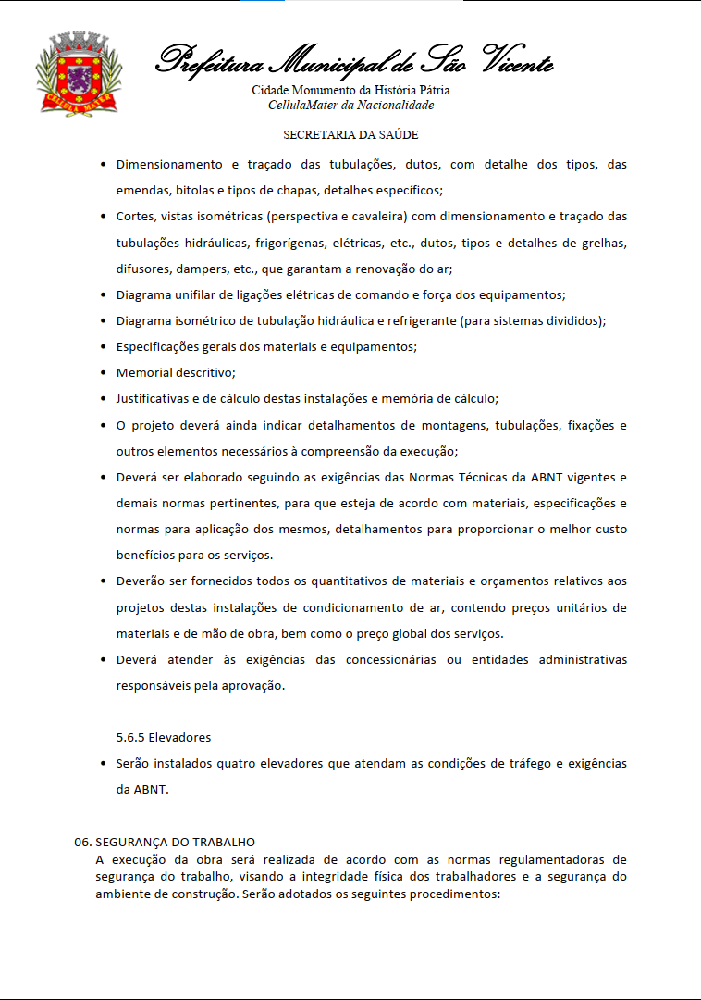 Prefeitura Municipal de São Vicente
Cidade Monumento da História Pátria
CellulaMater da Nacionalidade
CELLULA MATER
SECRETARIA DA SAÚDE
• Dimensionamento e traçado das tubulações, dutos, com detalhe dos tipos, das
emendas, bitolas e tipos de chapas, detalhes específicos;
• Cortes, vistas isométricas (perspectiva e cavaleira) com dimensionamento e traçado das
tubulações hidráulicas, frigorígenas, elétricas, etc., dutos, tipos e detalhes de grelhas,
difusores, dampers, etc., que garantam a renovação do ar;
• Diagrama unifilar de ligações elétricas de comando e força dos equipamentos;
• Diagrama isométrico de tubulação hidráulica e refrigerante (para sistemas divididos);
• Especificações gerais dos materiais e equipamentos;
• Memorial descritivo;
• Justificativas e de cálculo destas instalações e memória de cálculo;
• O projeto deverá ainda indicar detalhamentos de montagens, tubulações, fixações e
outros elementos necessários à compreensão da execução;
• Deverá ser elaborado seguindo as exigências das Normas Técnicas da ABNT vigentes e
demais normas pertinentes, para que esteja de acordo com materiais, especificações e
normas para aplicação dos mesmos, detalhamentos para proporcionar o melhor custo
benefícios para os serviços.
• Deverão ser fornecidos todos os quantitativos de materiais e orçamentos relativos aos
projetos destas instalações de condicionamento de ar, contendo preços unitários de
materiais e de mão de obra, bem como o preço global dos serviços.
• Deverá atender às exigências das concessionárias ou entidades administrativas
responsáveis pela aprovação.
5.6.5 Elevadores
• Serão instalados quatro elevadores que atendam as condições de tráfego e exigências
da ABNT.
06. SEGURANÇA DO TRABALHO
A execução da obra será realizada de acordo com as normas regulamentadoras de
segurança do trabalho, visando a integridade física dos trabalhadores e a segurança do
ambiente de construção. Serão adotados os seguintes procedimentos: